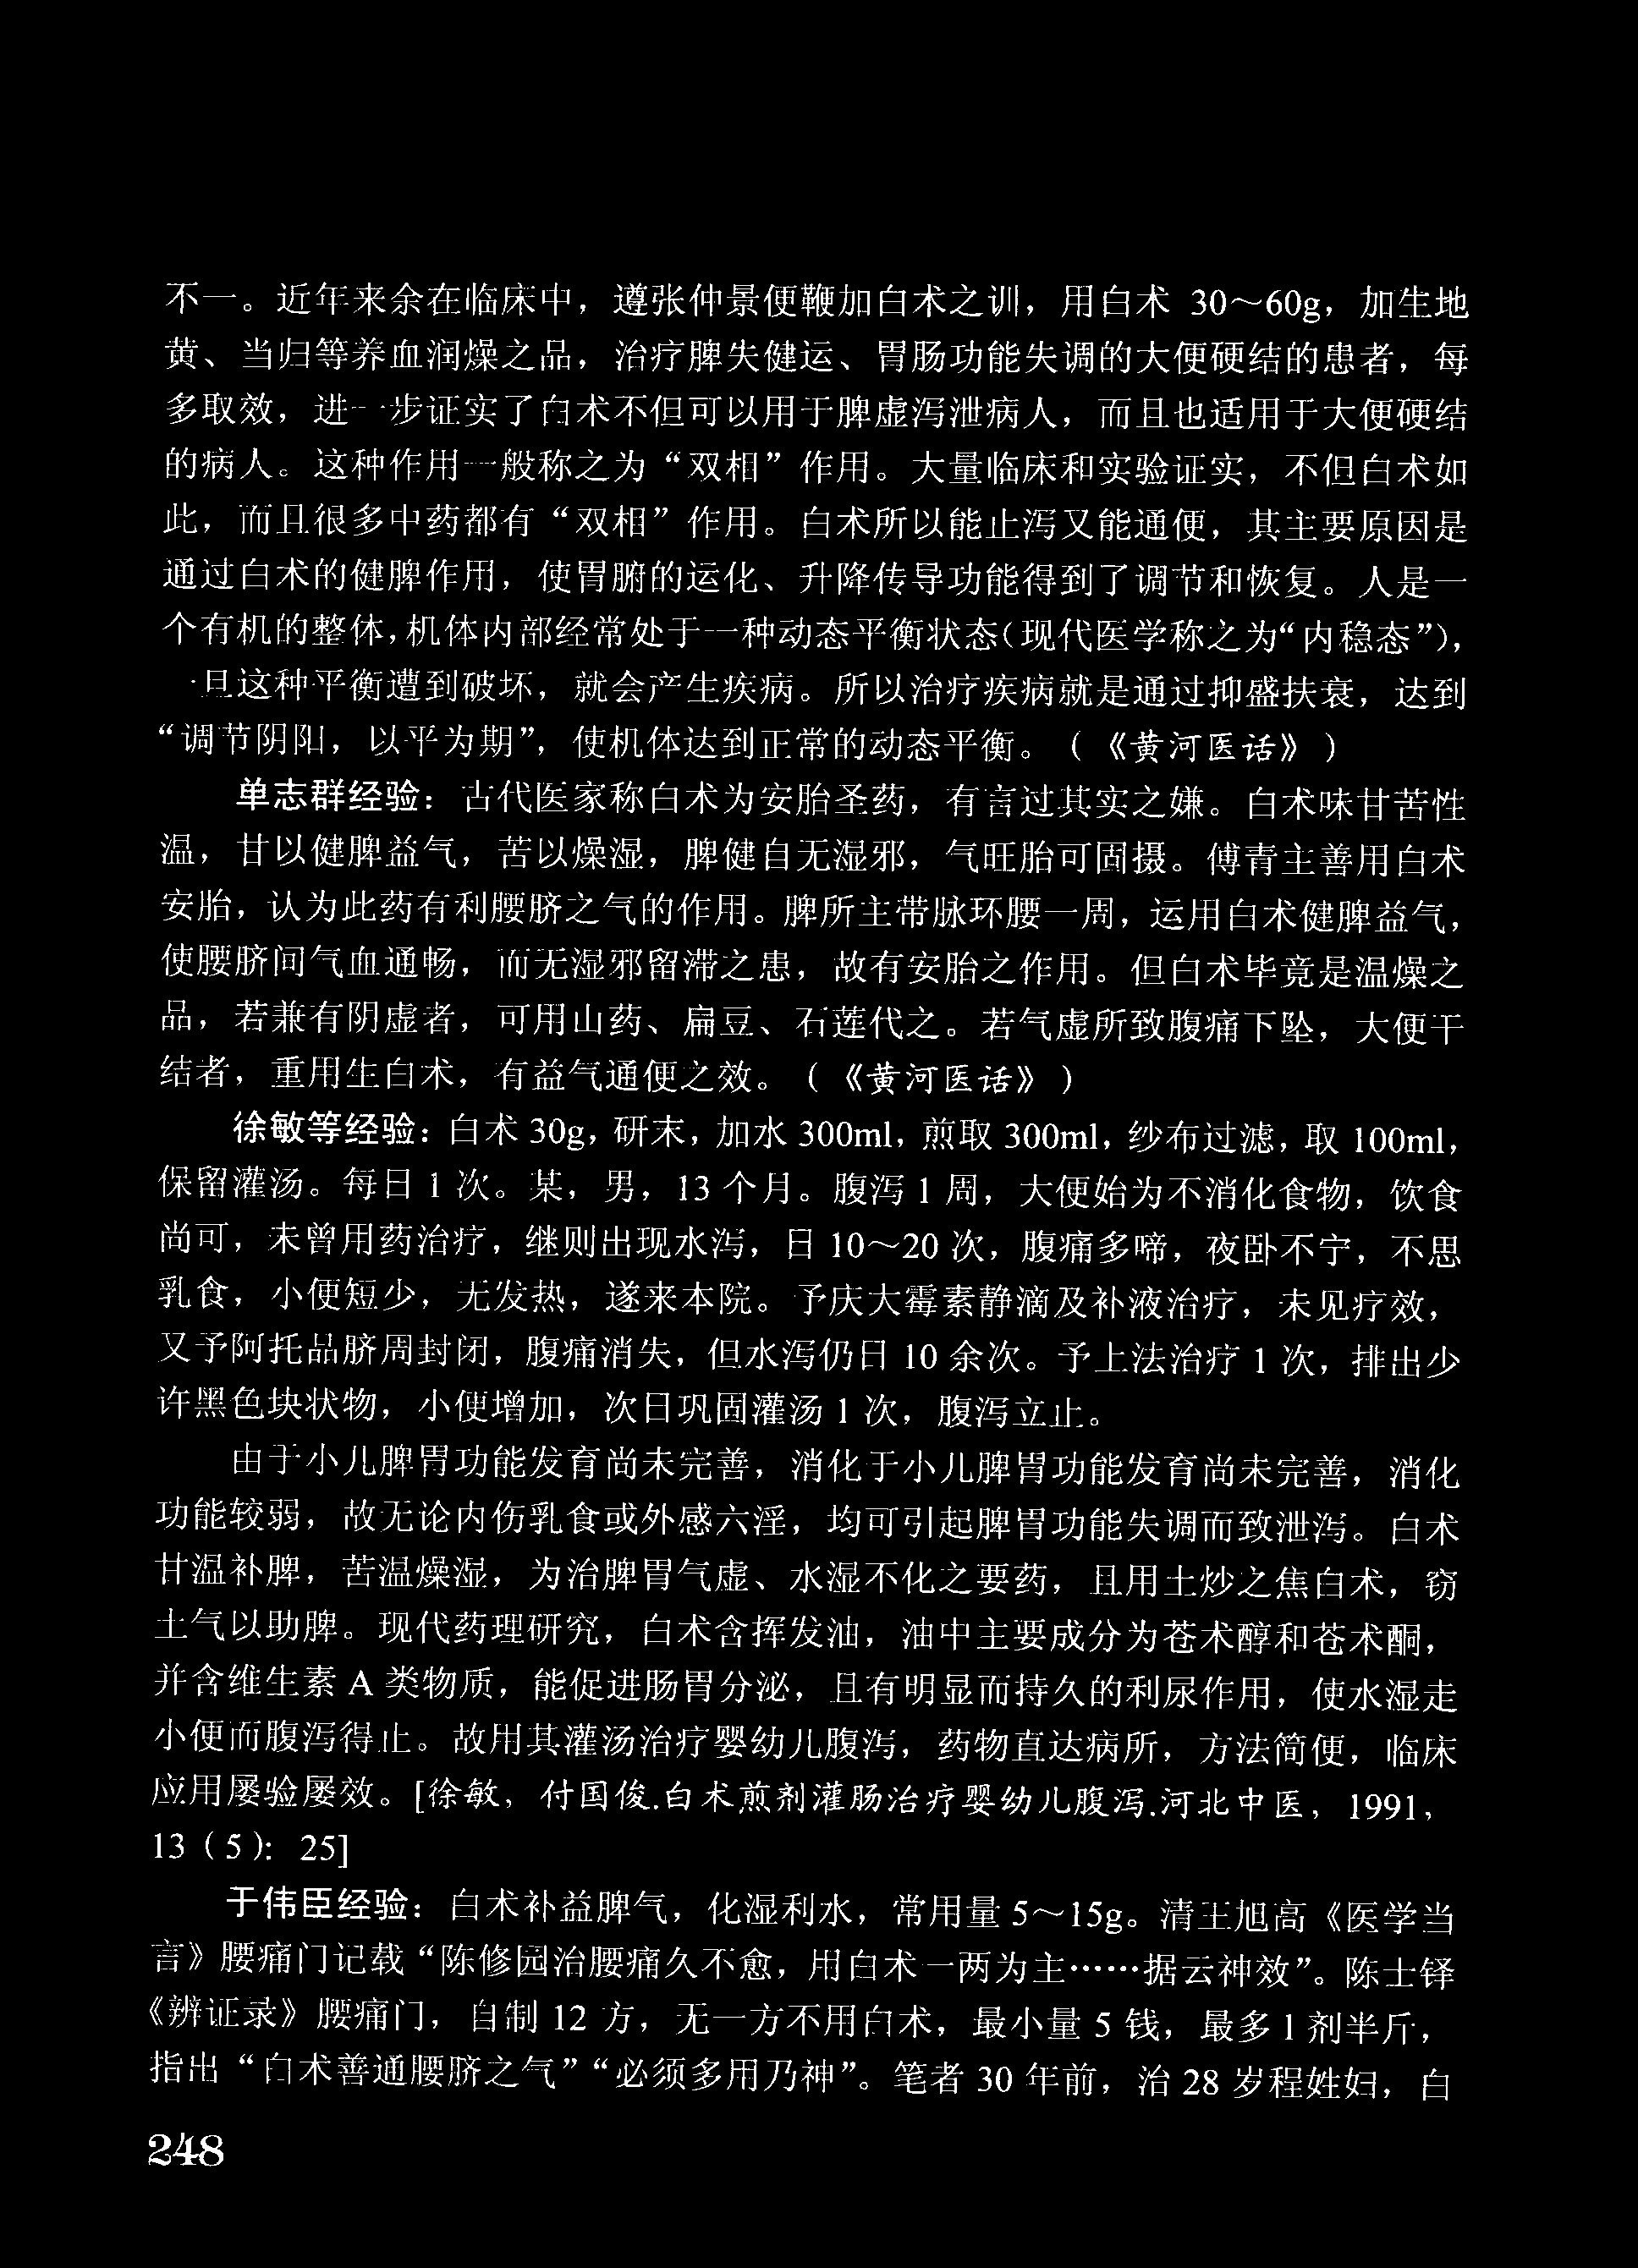 不一。近年来余在临床中，遵张仲景便鞭加白术之训，用白术 30～60g，加生地
黄、当归等养血润燥之品，治疗脾失健运、胃肠功能失调的大便硬结的患者，每
多取效，进一步证实了白术不但可以用于脾虚泻泄病人，而且也适用于大便硬结
的病人。这种作用一般称之为“双相”作用。大量临床和实验证实，不但白术如
此，而且很多中药都有“双相”作用。白术所以能止泻又能通便，其主要原因是
通过白术的健脾作用，使胃腑的运化、升降传导功能得到了调节和恢复。人是一
个有机的整体，机体内部经常处于一种动态平衡状态（现代医学称之为“内稳态”），
一旦这种平衡遭到破坏，就会产生疾病。所以治疗疾病就是通过抑盛扶衰，达到
“调节阴阳，以平为期”，使机体达到正常的动态平衡。（《黄河医话》）
单志群经验：古代医家称白术为安胎圣药，有言过其实之嫌。白术味甘苦性
温，甘以健脾益气，苦以燥湿，脾健自无湿邪，气旺胎可固摄。傅青主善用白术
安胎，认为此药有利腰脐之气的作用。脾所主带脉环腰一周，运用白术健脾益气，
使腰脐间气血通畅，而无湿邪留滞之患，故有安胎之作用。但白术毕竟是温燥之
品，若兼有阴虚者，可用山药、扁豆、石莲代之。若气虚所致腹痛下坠，大便干
结者，重用生白术，有益气通便之效。（《黄河医话》）
徐敏等经验：白术 30g，研末，加水 300ml，煎取 300ml，纱布过滤，取 100ml，
保留灌汤。每日 1 次。某，男，13 个月。腹泻 1 周，大便始为不消化食物，饮食
尚可，未曾用药治疗，继则出现水泻，日 10～20 次，腹痛多啼，夜卧不宁，不思
乳食，小便短少，无发热，遂来本院。予庆大霉素静滴及补液治疗，未见疗效，
又予阿托品脐周封闭，腹痛消失，但水泻仍日 10 余次。予上法治疗 1 次，排出少
许黑色块状物，小便增加，次日巩固灌汤 1 次，腹泻立止。
由于小儿脾胃功能发育尚未完善，消化于小儿脾胃功能发育尚未完善，消化
功能较弱，故无论内伤乳食或外感六淫，均可引起脾胃功能失调而致泄泻。白术
甘温补脾，苦温燥湿，为治脾胃气虚、水湿不化之要药，且用土炒之焦白术，窃
土气以助脾。现代药理研究，白术含挥发油，油中主要成分为苍术醇和苍术酮，
并含维生素 A 类物质，能促进肠胃分泌，且有明显而持久的利尿作用，使水湿走
小便而腹泻得止。故用其灌汤治疗婴幼儿腹泻，药物直达病所，方法简便，临床
应用屡验屡效。[徐敏，付国俊.白术煎剂灌肠治疗婴幼儿腹泻.河北中医，1991，
13（5）：25]
于伟臣经验：白术补益脾气，化湿利水，常用量 5～15g。清王旭高《医学当
言》腰痛门记载“陈修园治腰痛久不愈，用白术一两为主……据云神效”。陈士铎
《辨证录》腰痛门，自制 12 方，无一方不用白术，最小量 5 钱，最多 1 剂半斤，
指出“白术善通腰脐之气”“必须多用乃神”。笔者 30 年前，治 28 岁程姓妇，白
248